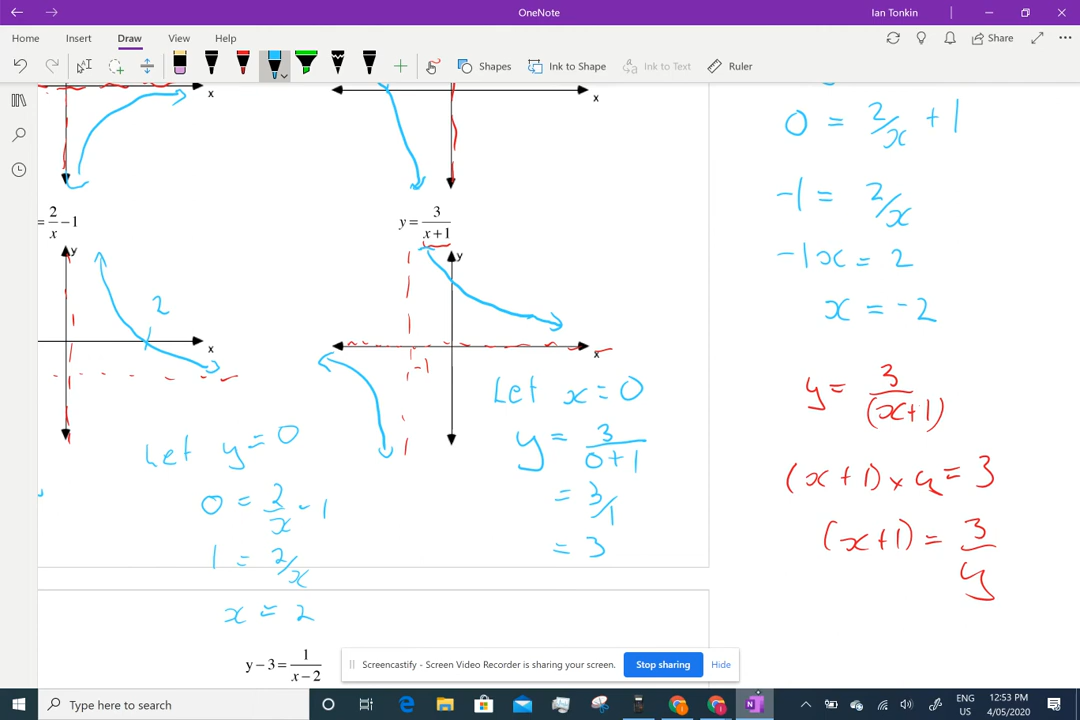 OneNote
Ian Tonkin
Home Insert Draw View Help
Share
Shapes Ink to Shape Ink to Text Ruler
x
x
0 = 2/x + 1
-1 = 2/x
-1x = 2
x = -2
= 2/x - 1
y = 3/(x+1)
y
y
2
x
x
-1
Let y = 0
0 = 2/x - 1
1 = 2/x
x = 2
Let x = 0
y = 3/(0+1)
= 3/1
= 3
y = 3/(x+1)
(x+1) × y = 3
(x+1) = 3/y
y - 3 = 1/(x-2)
Screencastify - Screen Video Recorder is sharing your screen.
Stop sharing
Hide
Type here to search
ENG
US
12:53 PM
4/05/2020